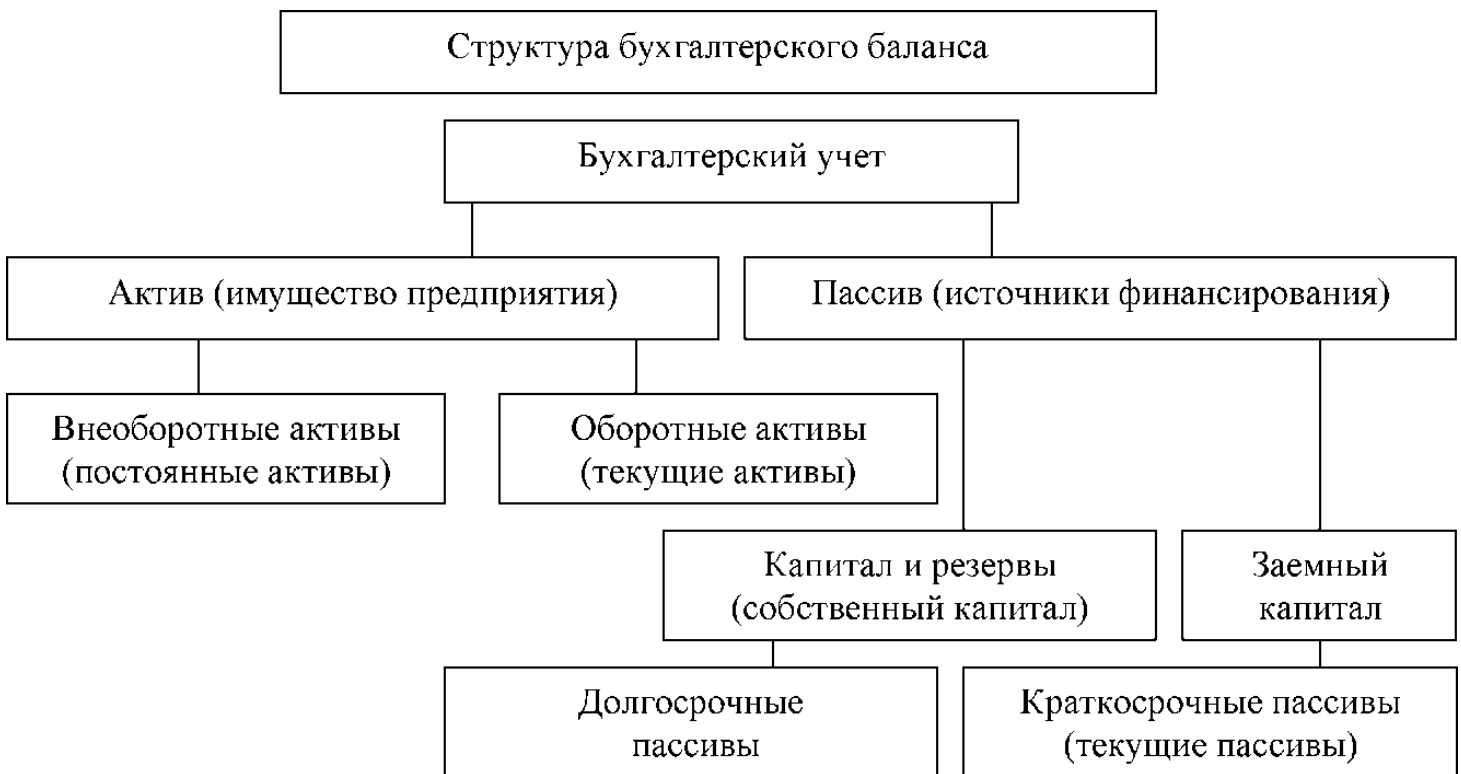 Структура бухгалтерского баланса
Бухгалтерский учет
Актив (имущество предприятия)
Пассив (источники финансирования)
Внеоборотные активы
(постоянные активы)
Оборотные активы
(текущие активы)
Капитал и резервы
(собственный капитал)
Заемный
капитал
Долгосрочные
пассивы
Краткосрочные пассивы
(текущие пассивы)